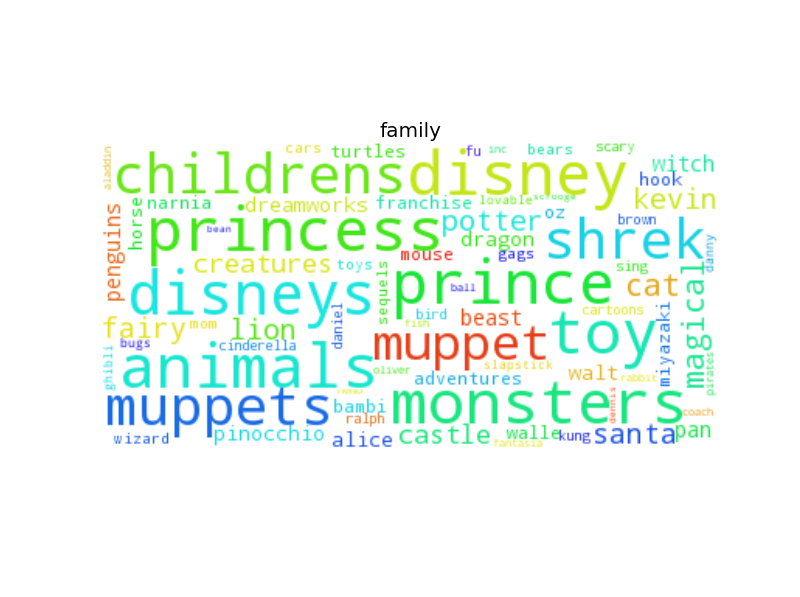 family
aladdin
cars
turtles
fu
inc
bears
scary
childrens
disney
witch
hook
penguins
horse
narnia
dreamworks
franchise
lovable
scrooge
kevin
princess
bean
potter
oz
brown
dragon
shrek
danny
creatures
toys
mouse
gags
sing
disneys
sequels
prince
ball
cat
magical
fairy
mom
lion
daniel
bird
fish
beast
cartoons
toy
miyazaki
bugs
cinderella
muppet
ghibli
animals
oliver
slapstick
adventures
walt
rabbit
pirates
muppets
bambi
ralph
monsters
dennis
coach
wizard
pinocchio
alice
castle
walle
fantasia
kung
santa
pan